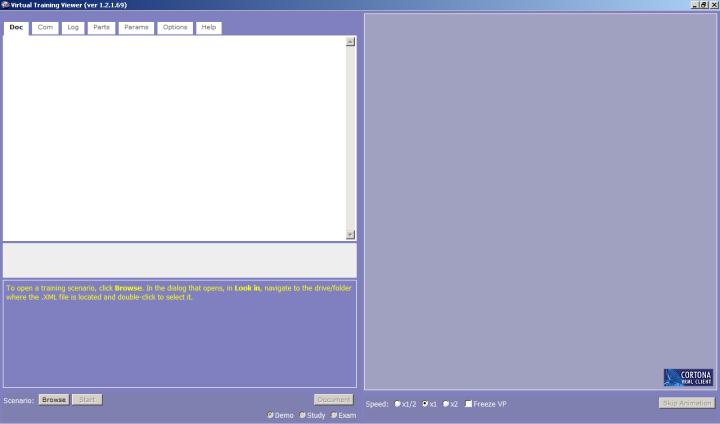 Virtual Training Viewer (ver 1.2.1.69)
Doc Com Log Parts Params Options Help
To open a training scenario, click Browse. In the dialog that opens, in Look in, navigate to the drive/folder
where the .XML file is located and double-click to select it.
CORTONA
VRML CLIENT
Scenario: Browse Start Document
Demo Study Exam
Speed: x1/2 x1 x2 Freeze VP Skip Animation